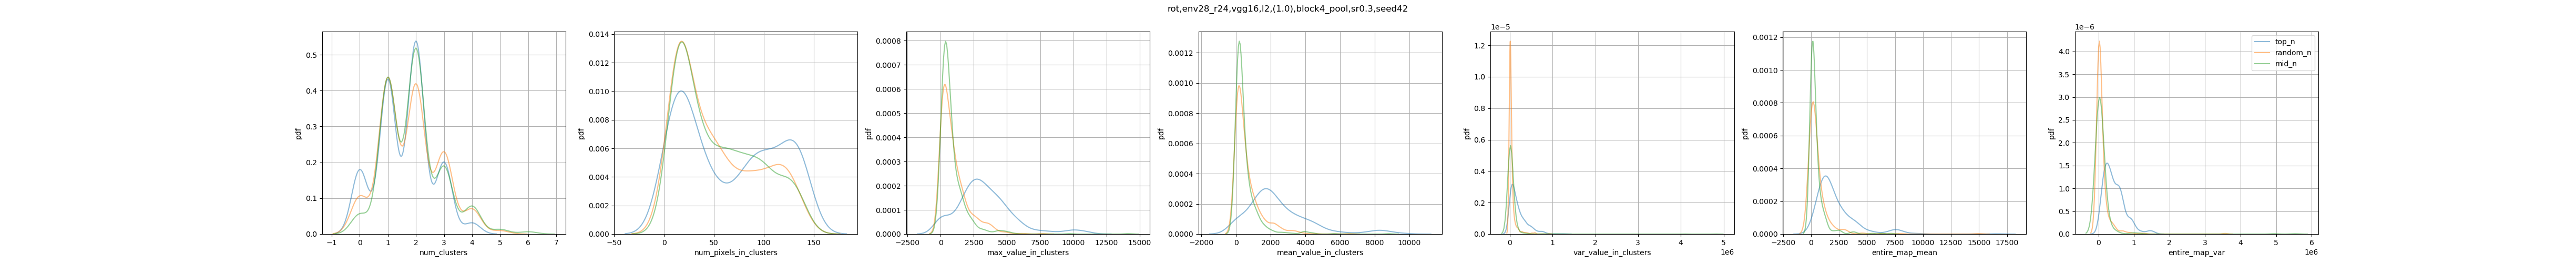 rot,env28_r24,vgg16,l2,(1.0),block4_pool,sr0.3,seed42
pdf
0.5
0.4
0.3
0.2
0.1
0.0
−1 0 1 2 3 4 5 6 7
num_clusters
pdf
0.014
0.012
0.010
0.008
0.006
0.004
0.002
0.000
−50 0 50 100 150
num_pixels_in_clusters
pdf
0.0008
0.0007
0.0006
0.0005
0.0004
0.0003
0.0002
0.0001
0.0000
−2500 0 2500 5000 7500 10000 12500 15000
max_value_in_clusters
pdf
0.0012
0.0010
0.0008
0.0006
0.0004
0.0002
0.0000
−2000 0 2000 4000 6000 8000 10000
mean_value_in_clusters
1e−5
pdf
1.2
1.0
0.8
0.6
0.4
0.2
0.0
0 1 2 3 4 5
1e6
var_value_in_clusters
pdf
0.0012
0.0010
0.0008
0.0006
0.0004
0.0002
0.0000
−2500 0 2500 5000 7500 10000 12500 15000 17500
entire_map_mean
1e−6
pdf
4.0
3.5
3.0
2.5
2.0
1.5
1.0
0.5
0.0
0 1 2 3 4 5 6
1e6
entire_map_var
top_n
random_n
mid_n